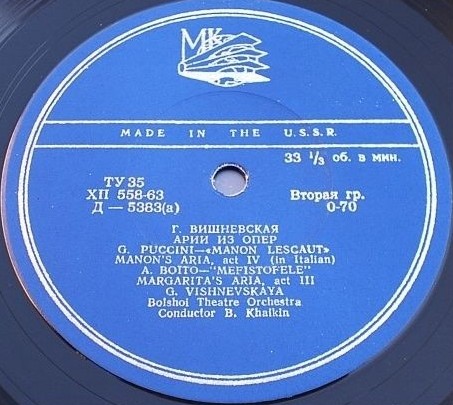 МК
MADE IN THE U.S.S.R.
33 ⅓ об. в мин.
ТУ 35
ХП 558-63
Д — 5383(а)
Вторая гр.
0-70
Г. ВИШНЕВСКАЯ
АРИИ ИЗ ОПЕР
G. PUCCINI—«MANON LESCAUT»
MANON'S ARIA, act IV (in Italian)
A. BOITO—"MEFISTOFELE"
MARGARITA'S ARIA, act III
G. VISHNEVSKAYA
Bolshoi Theatre Orchestra
Conductor B. Khaikin